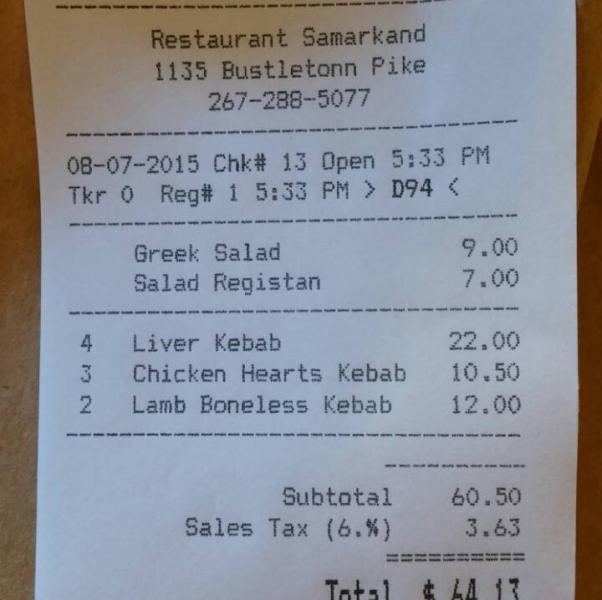 Restaurant Samarkand
1135 Bustletonn Pike
267-288-5077
08-07-2015 Chk# 13 Open 5:33 PM
Tkr 0 Reg# 1 5:33 PM > D94 <
Greek Salad 9.00
Salad Registan 7.00
4 Liver Kebab 22.00
3 Chicken Hearts Kebab 10.50
2 Lamb Boneless Kebab 12.00
Subtotal 60.50
Sales Tax (6.%) 3.63
Total $ 64.13